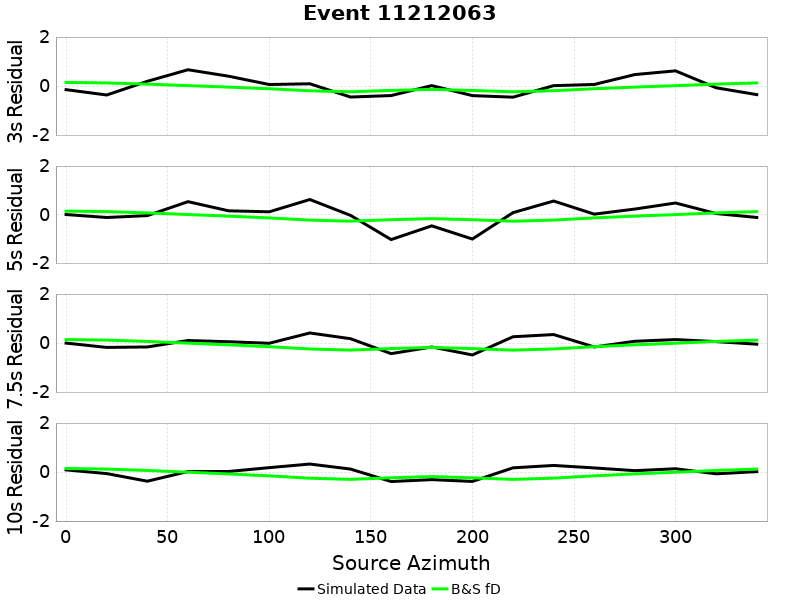 Event 11212063
2
0
-2
3s Residual
2
0
-2
5s Residual
2
0
-2
7.5s Residual
2
0
-2
10s Residual
0 50 100 150 200 250 300
Source Azimuth
Simulated Data B&S fD